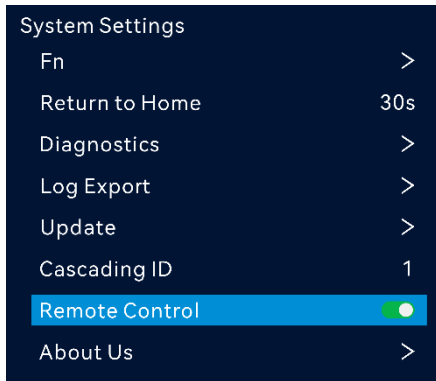 System Settings
Fn >
Return to Home 30s
Diagnostics >
Log Export >
Update >
Cascading ID 1
Remote Control
About Us >